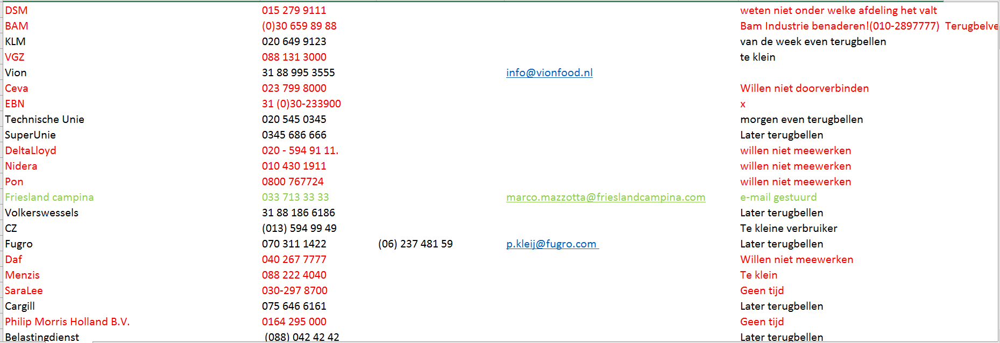 DSM 015 279 9111 weten niet onder welke afdeling het valt
BAM (0)30 659 89 88 Bam Industrie benaderen!(010-2897777) Terugbelve
KLM 020 649 9123 van de week even terugbellen
VGZ 088 131 3000 te klein
Vion 31 88 995 3555 info@vionfood.nl
Ceva 023 799 8000 Willen niet doorverbinden
EBN 31 (0)30-233900 x
Technische Unie 020 545 0345 morgen even terugbellen
SuperUnie 0345 686 666 Later terugbellen
DeltaLloyd 020 - 594 91 11. willen niet meewerken
Nidera 010 430 1911 willen niet meewerken
Pon 0800 767724 willen niet meewerken
Friesland campina 033 713 33 33 marco.mazzotta@frieslandcampina.com e-mail gestuurd
Volkerswessels 31 88 186 6186 Later terugbellen
CZ (013) 594 99 49 Te kleine verbruiker
Fugro 070 311 1422 (06) 237 481 59 p.kleij@fugro.com Later terugbellen
Daf 040 267 7777 Willen niet meewerken
Menzis 088 222 4040 Te klein
SaraLee 030-297 8700 Geen tijd
Cargill 075 646 6161 Later terugbellen
Philip Morris Holland B.V. 0164 295 000 Geen tijd
Belastingdienst (088) 042 42 42 Later terugbellen